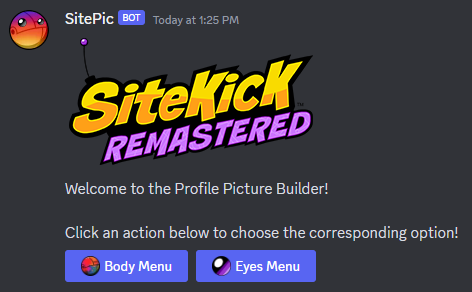 SitePic BOT Today at 1:25 PM
SiteKick™
REMASTERED
Welcome to the Profile Picture Builder!
Click an action below to choose the corresponding option!
Body Menu Eyes Menu